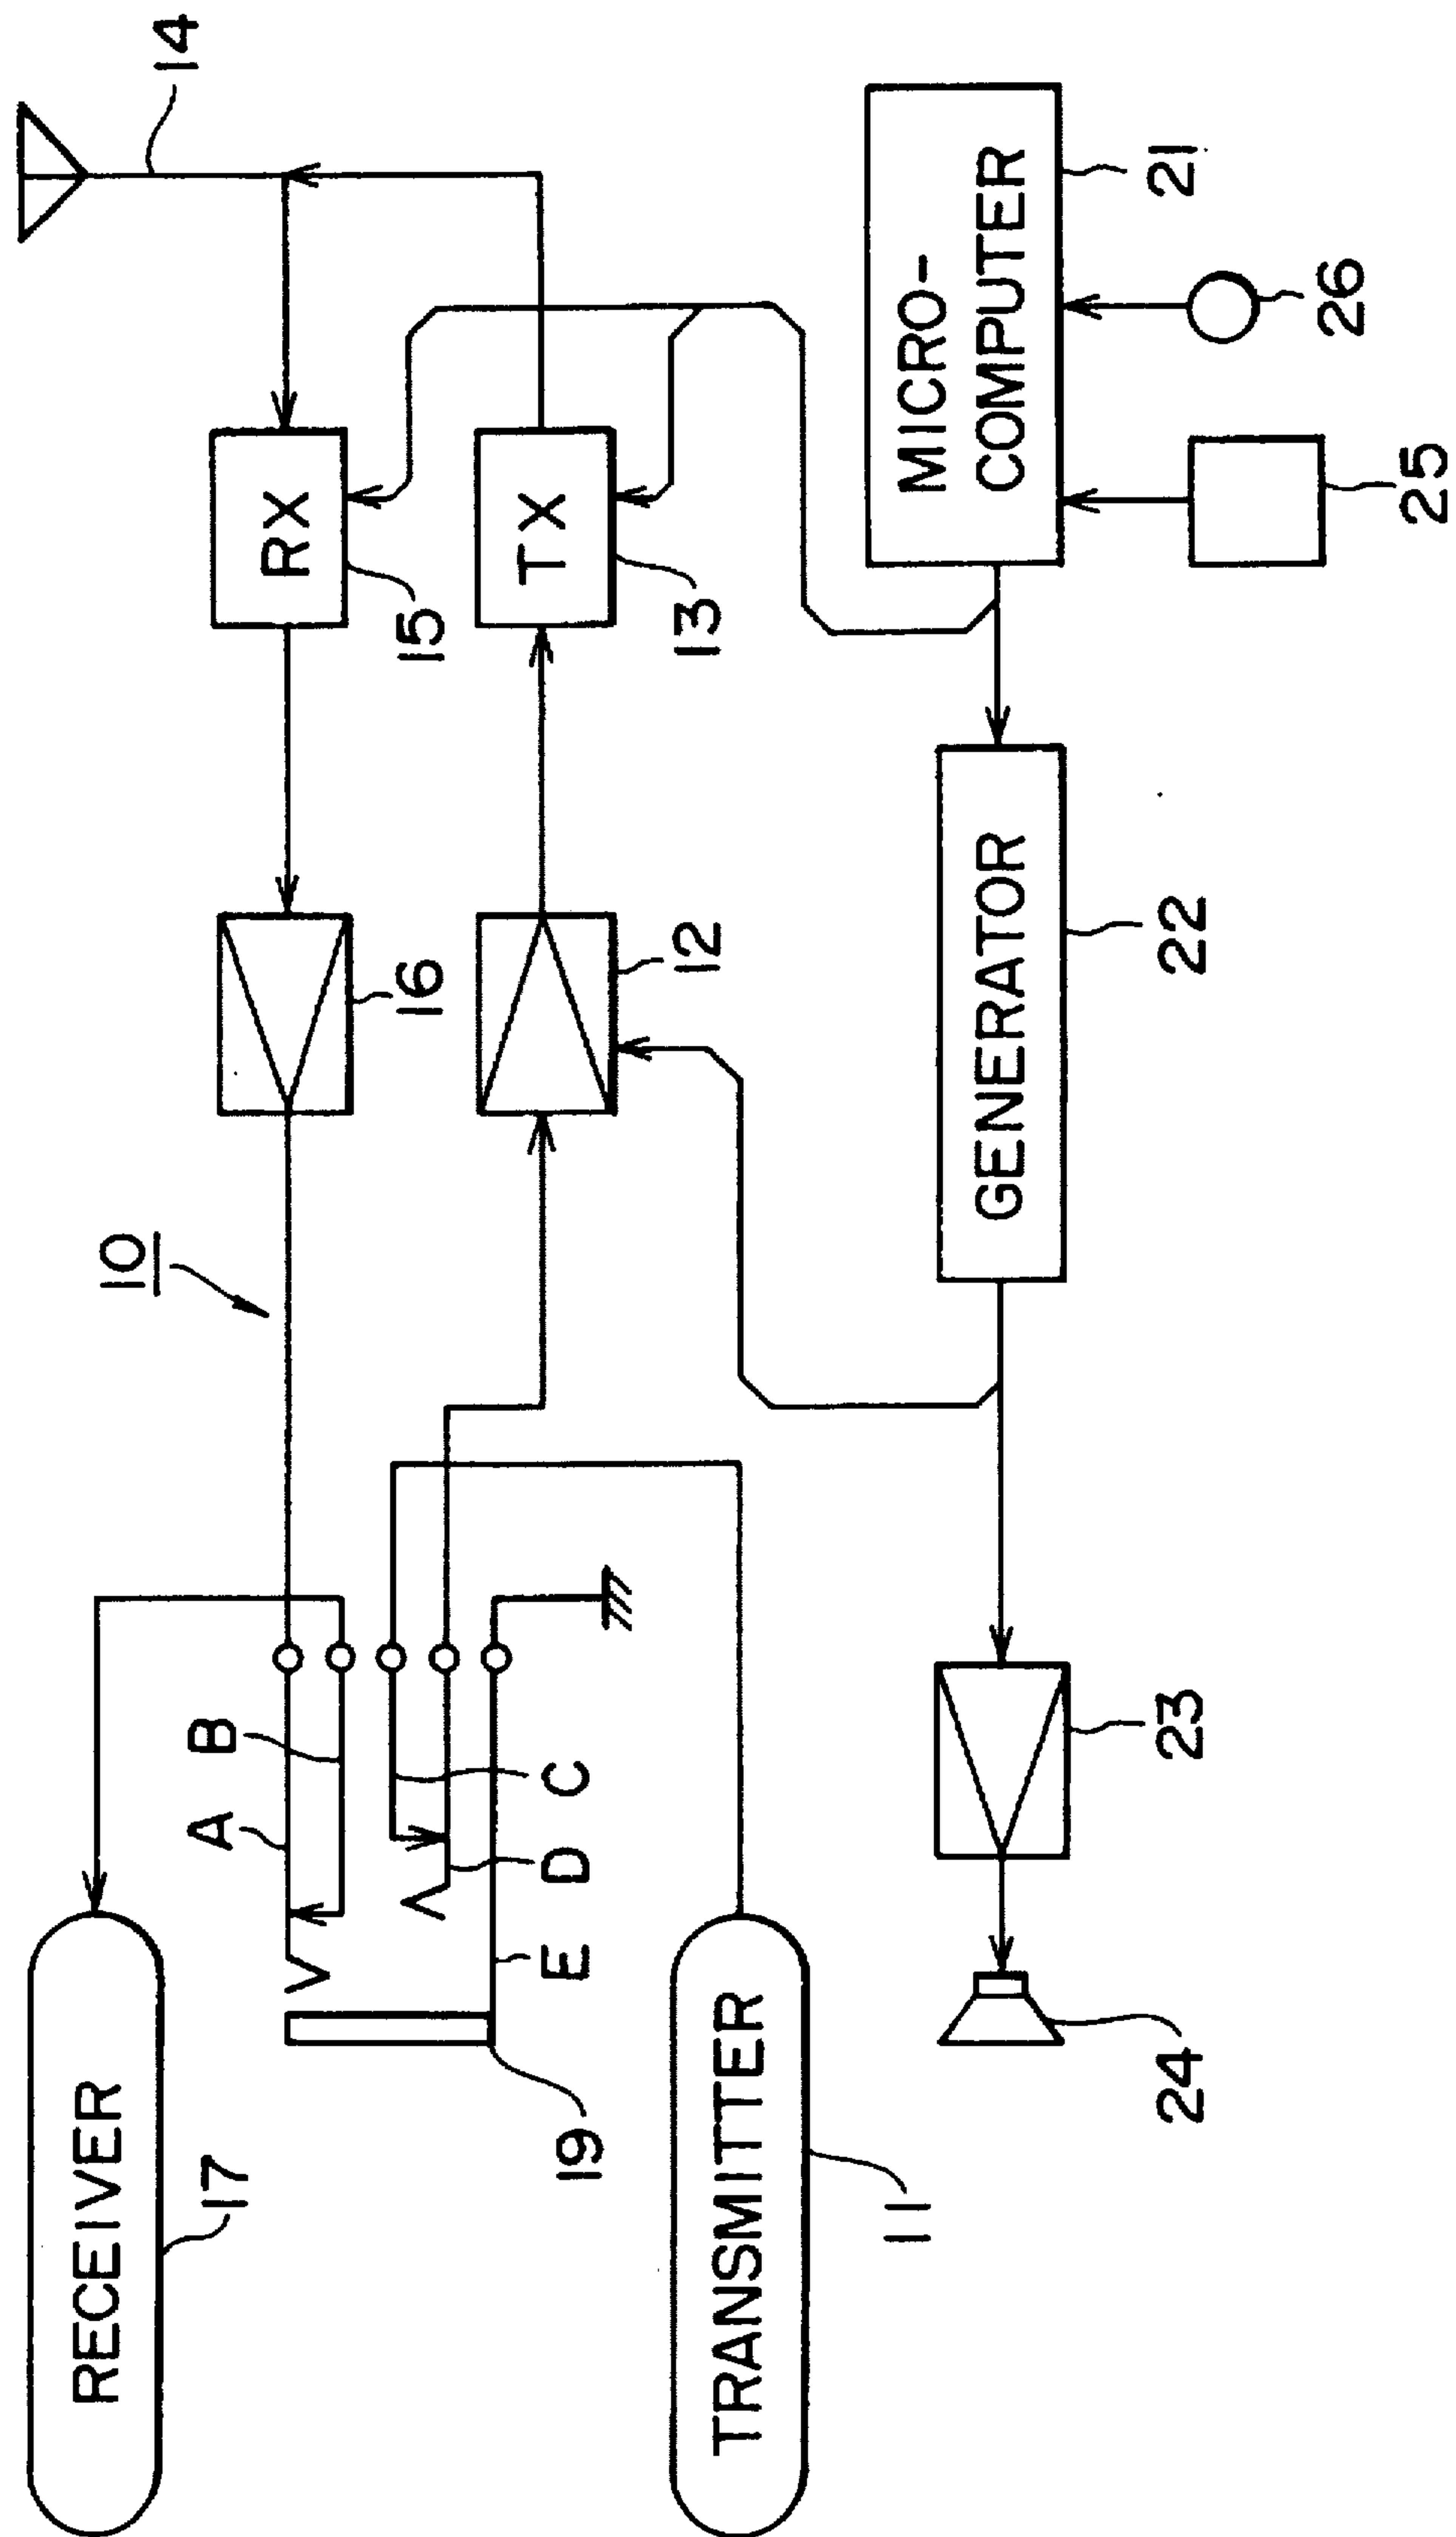 RECEIVER
17
A
B
10
16
RX
15
14
C
D
E
19
12
TX
13
TRANSMITTER
11
24
23
GENERATOR
22
MICRO-
COMPUTER
21
25
26